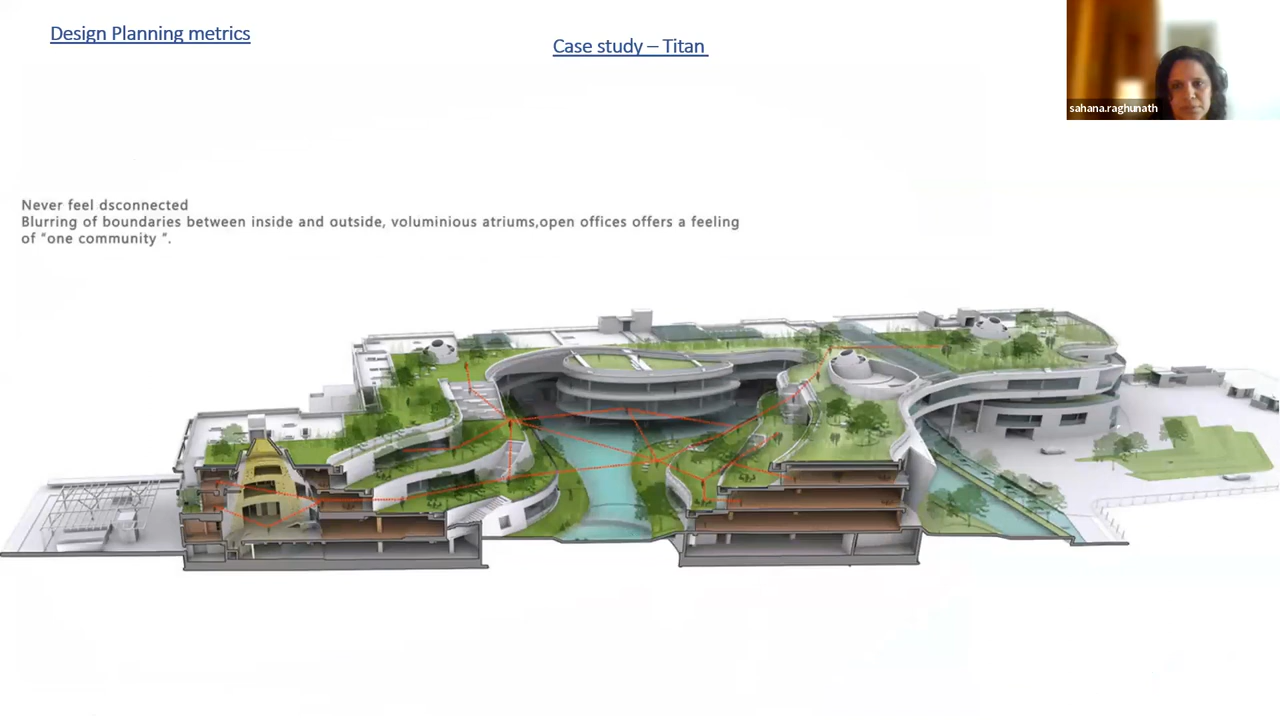 Design Planning metrics
Case study – Titan
sahana.raghunath
Never feel dsconnected
Blurring of boundaries between inside and outside, voluminious atriums,open offices offers a feeling
of “one community “.